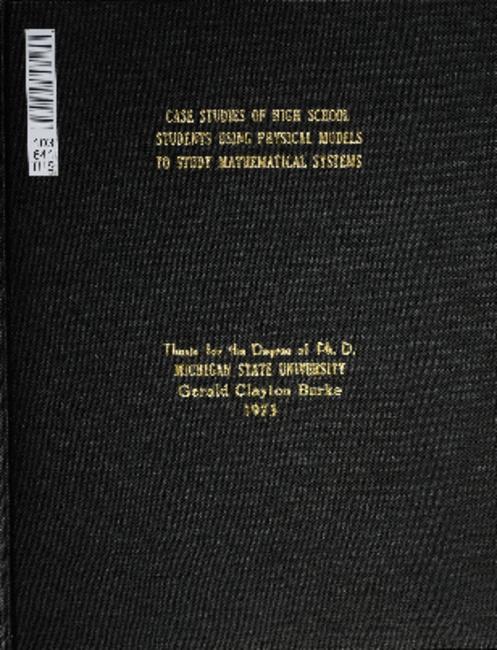 CASE STUDIES OF HIGH SCHOOL
STUDENTS USING PHYSICAL MODELS
TO STUDY MATHEMATICAL SYSTEMS
Thesis for the Degree of Ph. D.
MICHIGAN STATE UNIVERSITY
Gerald Clayton Burke
1973
103